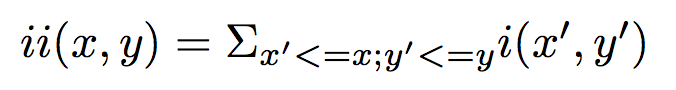 ii(x, y) = Σ_{x′<=x;y′<=y} i(x′, y′)